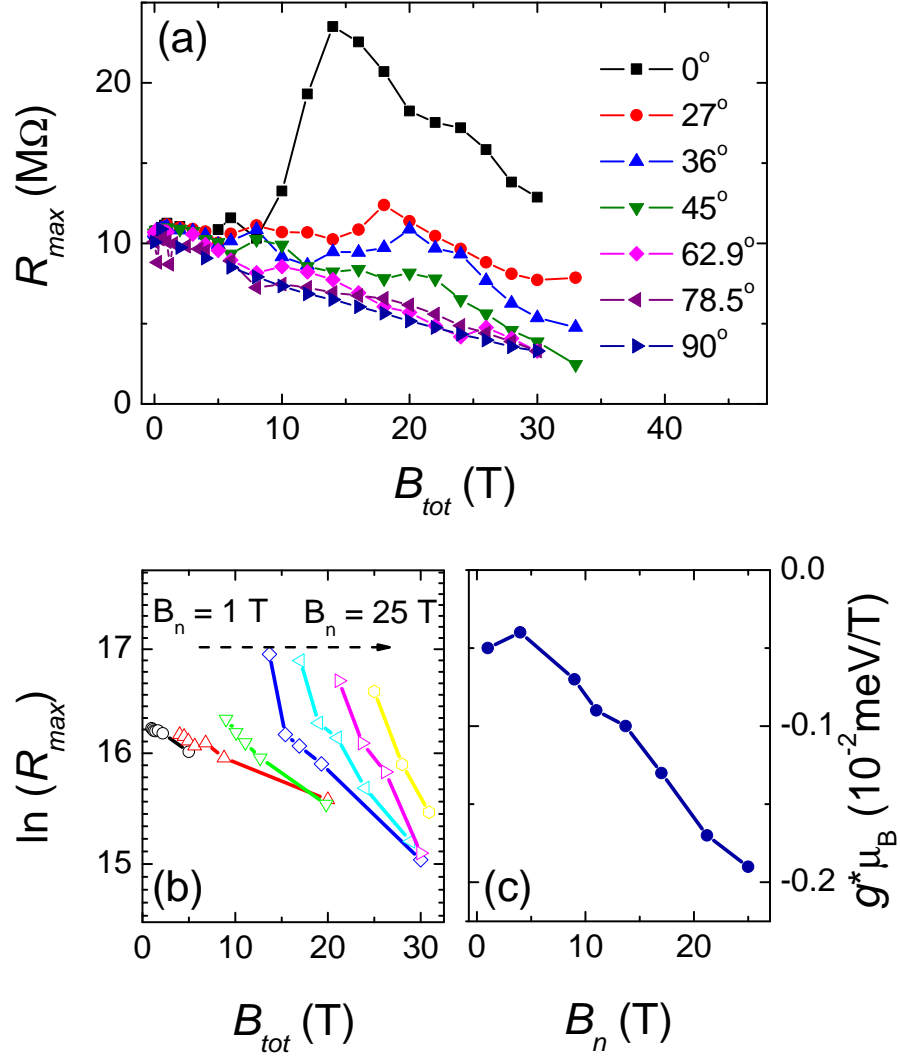 (a)
R_max (MΩ)
20
10
0
0 10 20 30 40
B_tot (T)
0°
27°
36°
45°
62.9°
78.5°
90°
B_n = 1 T B_n = 25 T
ln (R_max)
17
16
15
(b)
0 10 20 30
B_tot (T)
(c)
0.0
-0.1
-0.2
g*μ_B (10⁻²meV/T)
0 10 20
B_n (T)